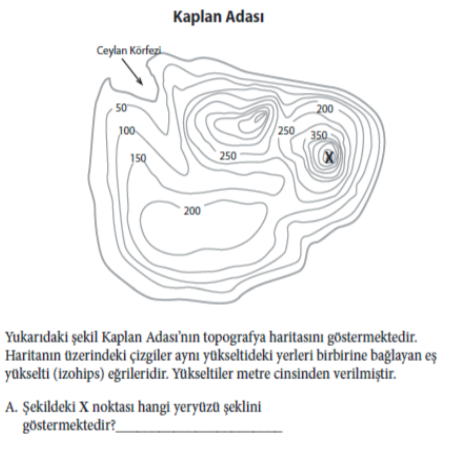 Kaplan Adası
Ceylan Körfezi
50
200
100
250
350
150
250
X
200
Yukarıdaki şekil Kaplan Adası'nın topografya haritasını göstermektedir.
Haritanın üzerindeki çizgiler aynı yükseltideki yerleri birbirine bağlayan eş
yükselti (izohips) eğrileridir. Yükseltiler metre cinsinden verilmiştir.
A. Şekildeki X noktası hangi yeryüzü şeklini
göstermektedir?